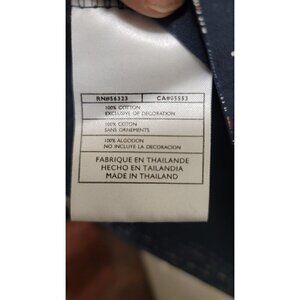 RN#56323 CA#05553
100% COTTON
EXCLUSIVE OF DECORATION
100% COTON
SANS ORNEMENTS
100% ALGODON
NO INCLUYE LA DECORACION
FABRIQUE EN THAILANDE
HECHO EN TAILANDIA
MADE IN THAILAND